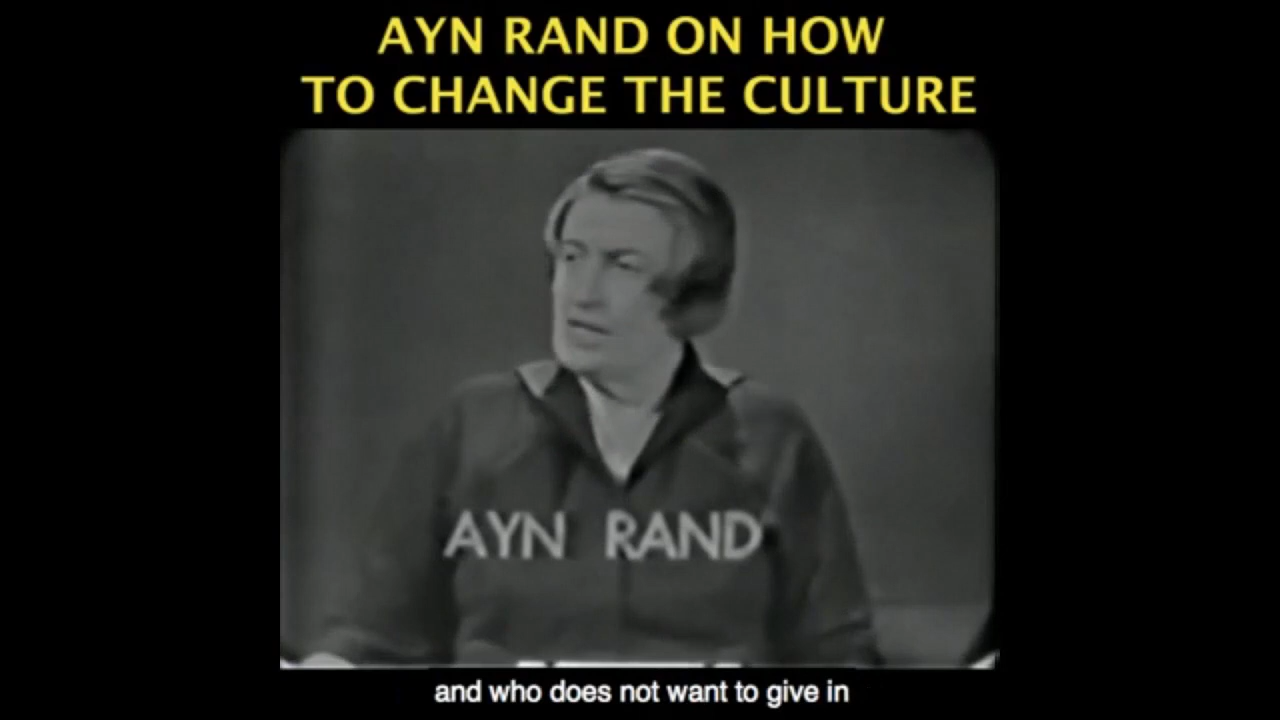 AYN RAND ON HOW
TO CHANGE THE CULTURE
AYN RAND
and who does not want to give in